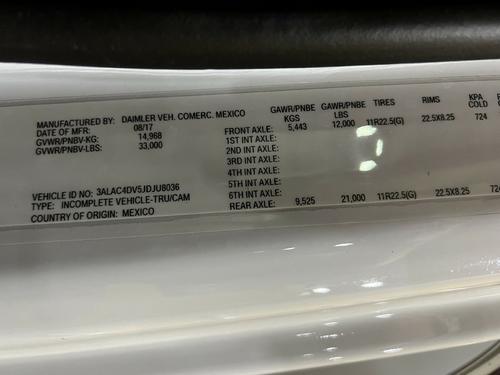 MANUFACTURED BY: DAIMLER VEH. COMERC. MEXICO
DATE OF MFR: 08/17
GVWR/PNBV-KG: 14,968
GVWR/PNBV-LBS: 33,000
VEHICLE ID NO: 3ALAC4DV5JDJU8036
TYPE: INCOMPLETE VEHICLE-TRU/CAM
COUNTRY OF ORIGIN: MEXICO
GAWR/PNBE KGS GAWR/PNBE LBS TIRES RIMS KPA COLD
FRONT AXLE: 5,443 12,000 11R22.5(G) 22.5X8.25 724
1ST INT AXLE:
2ND INT AXLE:
3RD INT AXLE:
4TH INT AXLE:
5TH INT AXLE:
6TH INT AXLE:
REAR AXLE: 9,525 21,000 11R22.5(G) 22.5X8.25